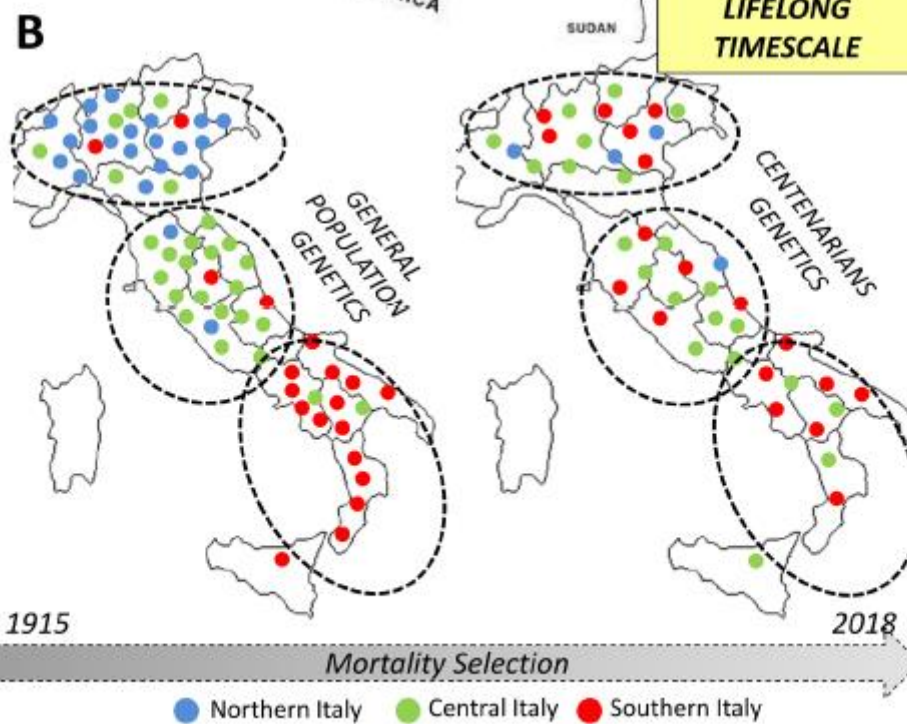 B
SUDAN
LIFELONG
TIMESCALE
GENERAL
POPULATION
GENETICS
CENTENARIANS
GENETICS
1915
2018
Mortality Selection
Northern Italy
Central Italy
Southern Italy